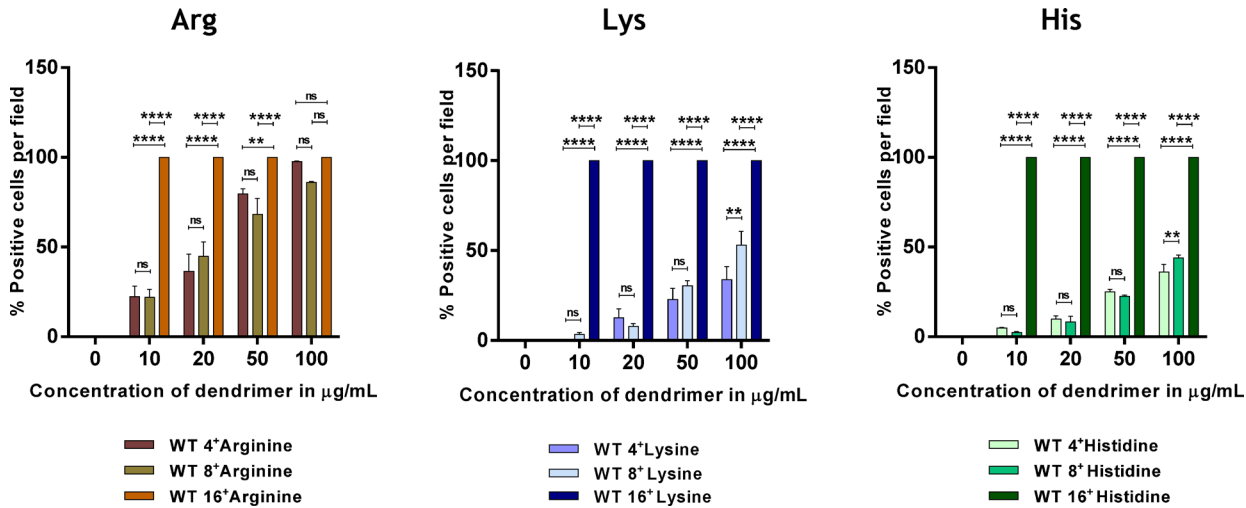 Arg
% Positive cells per field
150
100
50
0
****
****
ns
****
****
ns
****
**
ns
ns
ns
ns
0 10 20 50 100
Concentration of dendrimer in μg/mL
WT 4⁺Arginine
WT 8⁺Arginine
WT 16⁺Arginine
Lys
% Positive cells per field
150
100
50
0
****
****
ns
****
****
ns
****
****
ns
****
****
**
0 10 20 50 100
Concentration of dendrimer in μg/mL
WT 4⁺Lysine
WT 8⁺Lysine
WT 16⁺Lysine
His
% Positive cells per field
150
100
50
0
****
****
ns
****
****
ns
****
****
ns
****
****
**
0 10 20 50 100
Concentration of dendrimer in μg/mL
WT 4⁺Histidine
WT 8⁺Histidine
WT 16⁺Histidine